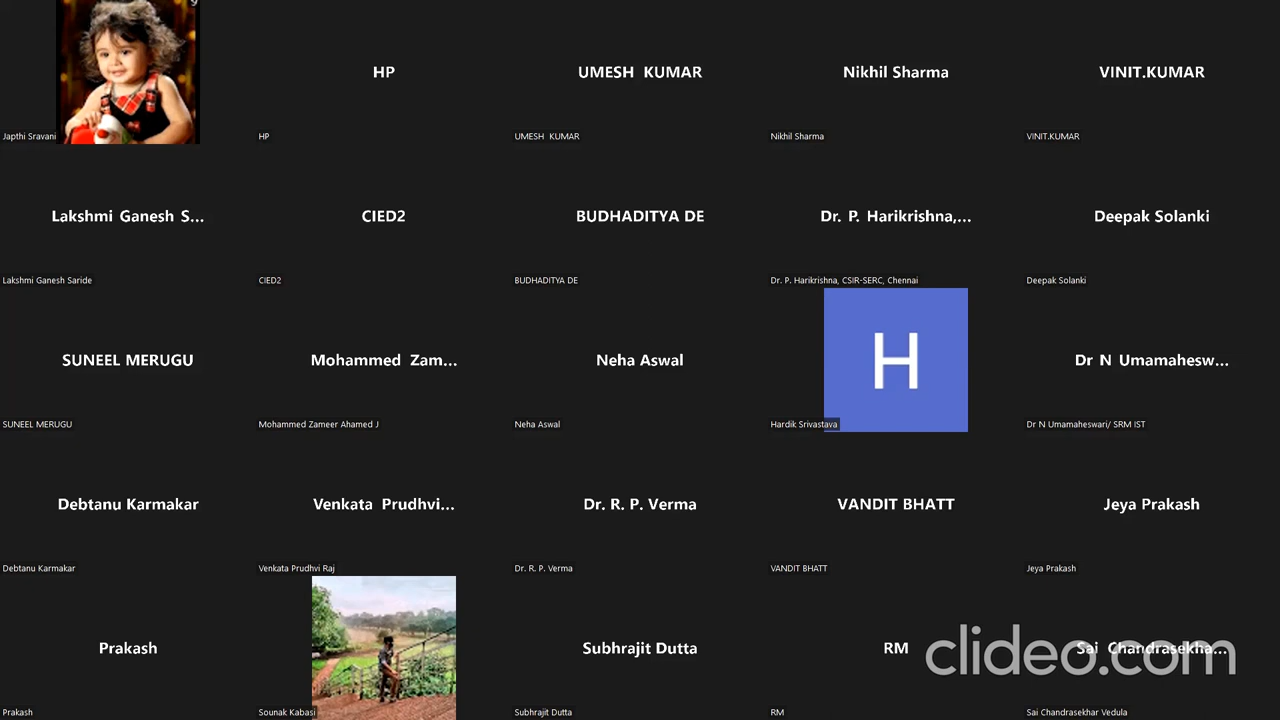 HP
UMESH KUMAR
Nikhil Sharma
VINIT.KUMAR
Japthi Sravani
HP
UMESH KUMAR
Nikhil Sharma
VINIT.KUMAR
Lakshmi Ganesh S...
CIED2
BUDHADITYA DE
Dr. P. Harikrishna,...
Deepak Solanki
Lakshmi Ganesh Saride
CIED2
BUDHADITYA DE
Dr. P. Harikrishna, CSIR-SERC, Chennai
Deepak Solanki
SUNEEL MERUGU
Mohammed Zam...
Neha Aswal
H
Dr N Umamahesw...
SUNEEL MERUGU
Mohammed Zameer Ahamed J
Neha Aswal
Hardik Srivastava
Dr N Umamaheswari/ SRM IST
Debtanu Karmakar
Venkata Prudhvi...
Dr. R. P. Verma
VANDIT BHATT
Jeya Prakash
Debtanu Karmakar
Venkata Prudhvi Raj
Dr. R. P. Verma
VANDIT BHATT
Jeya Prakash
Prakash
Subhrajit Dutta
RM
Sai Chandrasekha...
clideo.com
Prakash
Sounak Kabasi
Subhrajit Dutta
RM
Sai Chandrasekhar Vedula